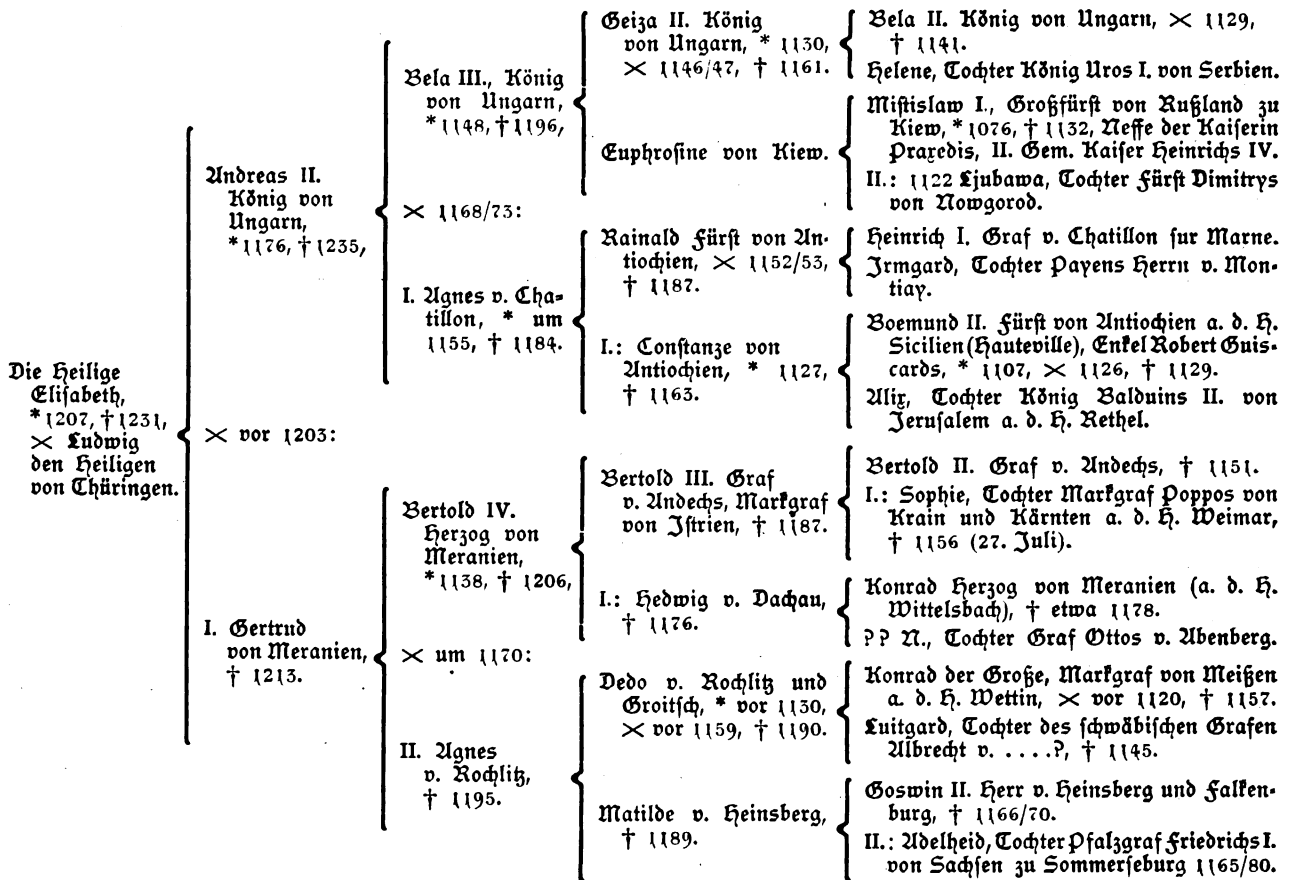 Die Heilige
Elisabeth,
* 1207, † 1231,
× Ludwig
den Heiligen
von Thüringen.
Andreas II.
König von
Ungarn,
* 1176, † 1235,
× vor 1203:
I. Gertrud
von Meranien,
† 1213.
Bela III., König
von Ungarn,
* 1148, † 1196,
× 1168/73:
I. Agnes v. Cha-
tillon, * um
1155, † 1184.
Bertold IV.
Herzog von
Meranien,
* 1138, † 1206,
× um 1170:
II. Agnes
v. Rochlitz,
† 1195.
Geiza II. König
von Ungarn, * 1130,
× 1146/47, † 1161.
Euphrosine von Kiew.
Rainald Fürst von An-
tiochien, × 1152/53,
† 1187.
I.: Constanze von
Antiochien, * 1127,
† 1163.
Bertold III. Graf
v. Andechs, Markgraf
von Istrien, † 1187.
I.: Hedwig v. Dachau,
† 1176.
Dedo v. Rochlitz und
Groitsch, * vor 1130,
× vor 1159, † 1190.
Matilde v. Heinsberg,
† 1189.
Bela II. König von Ungarn, × 1129,
† 1141.
Helene, Tochter König Uros I. von Serbien.
Mistislaw I., Großfürst von Rußland zu
Kiew, * 1076, † 1132, Neffe der Kaiserin
Praxedis, II. Gem. Kaiser Heinrichs IV.
II.: 1122 Ljubawa, Tochter Fürst Dimitrys
von Nowgorod.
Heinrich I. Graf v. Chatillon sur Marne.
Irmgard, Tochter Payens Herrn v. Mon-
tiay.
Boemund II. Fürst von Antiochien a. d. H.
Sicilien (Hauteville), Enkel Robert Guis-
cards, * 1107, × 1126, † 1129.
Alix, Tochter König Balduins II. von
Jerusalem a. d. H. Rethel.
Bertold II. Graf v. Andechs, † 1151.
I.: Sophie, Tochter Markgraf Poppos von
Krain und Kärnten a. d. H. Weimar,
† 1156 (27. Juli).
Konrad Herzog von Meranien (a. d. H.
Wittelsbach), † etwa 1178.
?? N., Tochter Graf Ottos v. Abenberg.
Konrad der Große, Markgraf von Meißen
a. d. H. Wettin, × vor 1120, † 1157.
Luitgard, Tochter des schwäbischen Grafen
Albrecht v. ....?, † 1145.
Goswin II. Herr v. Heinsberg und Falken-
burg, † 1166/70.
II.: Adelheid, Tochter Pfalzgraf Friedrichs I.
von Sachsen zu Sommerseburg 1165/80.